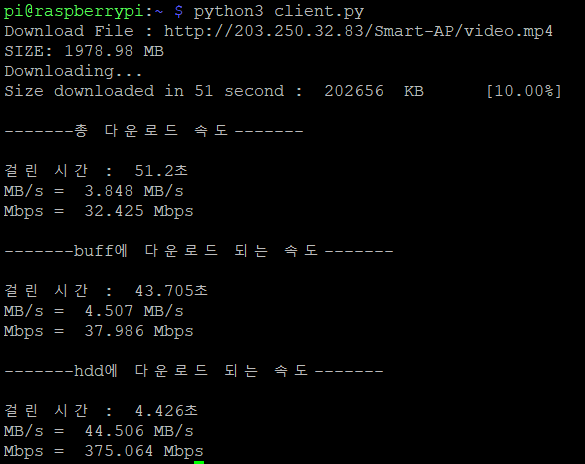 pi@raspberrypi:~ $ python3 client.py
Download File : http://203.250.32.83/Smart-AP/video.mp4
SIZE: 1978.98 MB
Downloading...
Size downloaded in 51 second :  202656  KB      [10.00%]
-------총 다운로드 속도-------
걸린 시간 :  51.2초
MB/s =  3.848 MB/s
Mbps =  32.425 Mbps
-------buff에 다운로드 되는 속도-------
걸린 시간 :  43.705초
MB/s =  4.507 MB/s
Mbps =  37.986 Mbps
-------hdd에 다운로드 되는 속도-------
걸린 시간 :  4.426초
MB/s =  44.506 MB/s
Mbps =  375.064 Mbps